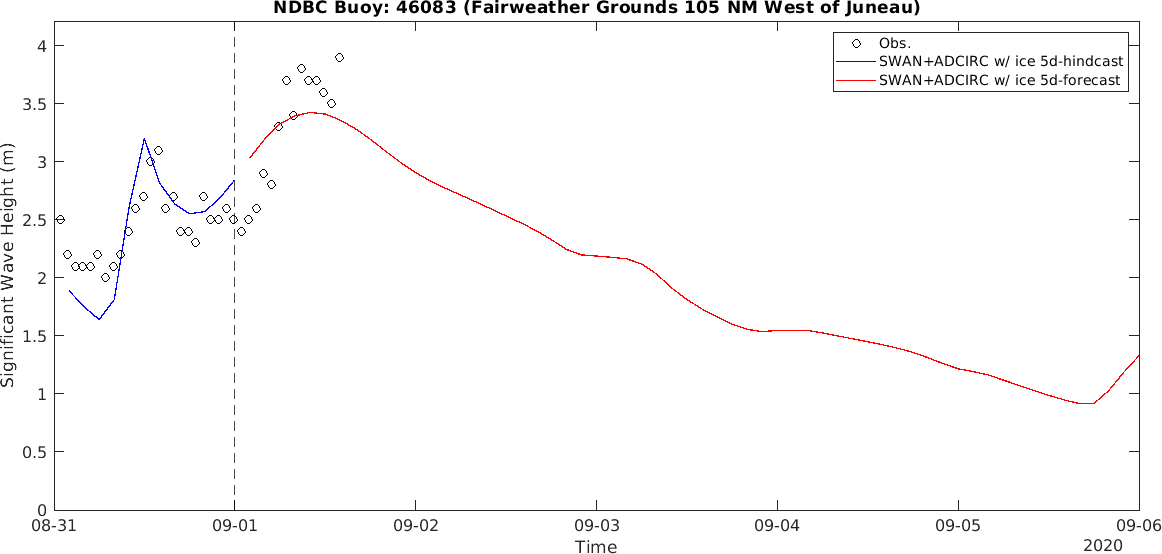 NDBC Buoy: 46083 (Fairweather Grounds 105 NM West of Juneau)
Obs.
SWAN+ADCIRC w/ ice 5d-hindcast
SWAN+ADCIRC w/ ice 5d-forecast
Significant Wave Height (m)
4
3.5
3
2.5
2
1.5
1
0.5
0
08-31
09-01
09-02
09-03
09-04
09-05
09-06
Time
2020